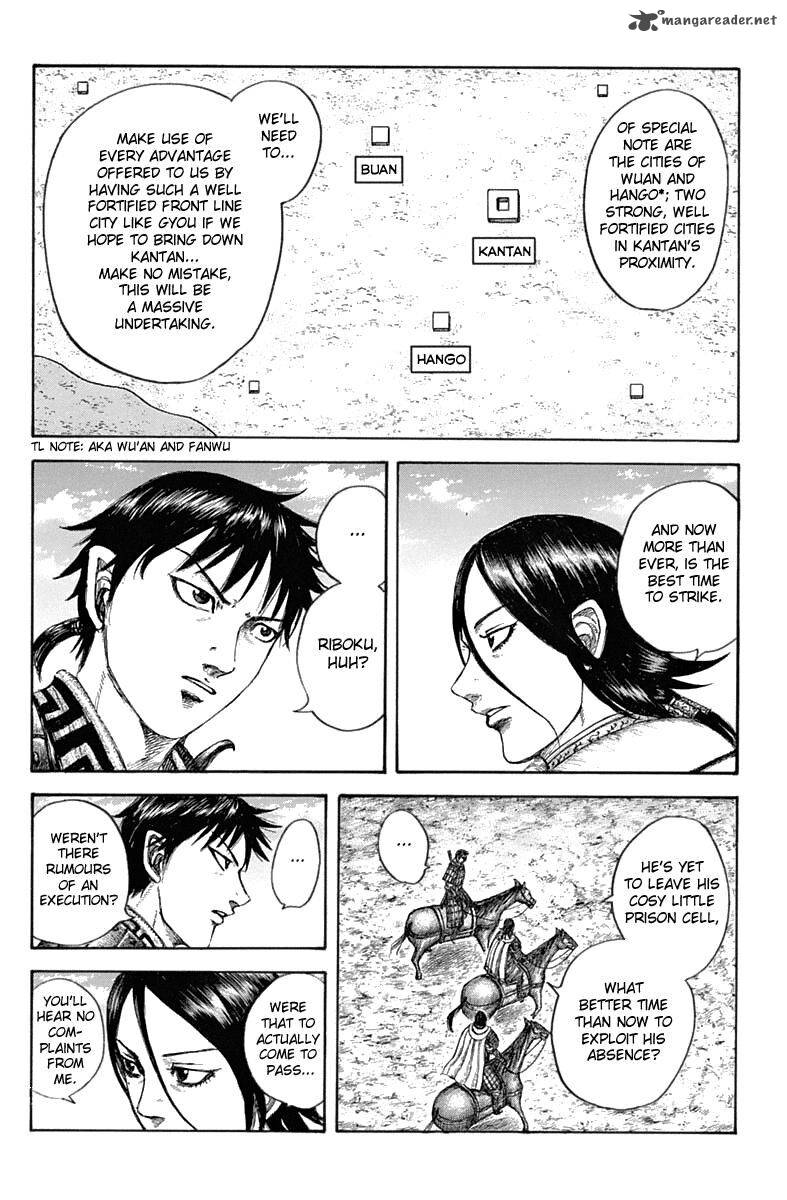 mangareader.net
OF SPECIAL
NOTE ARE
THE CITIES OF
WUAN AND
HANGO*; TWO
STRONG, WELL
FORTIFIED CITIES
IN KANTAN'S
PROXIMITY.
WE'LL
NEED
TO...
MAKE USE OF
EVERY ADVANTAGE
OFFERED TO US BY
HAVING SUCH A WELL
FORTIFIED FRONT LINE
CITY LIKE GYOU IF WE
HOPE TO BRING DOWN
KANTAN...
MAKE NO MISTAKE,
THIS WILL BE
A MASSIVE
UNDERTAKING.
BUAN
KANTAN
HANGO
TL NOTE: AKA WU'AN AND FANWU
AND NOW
MORE THAN
EVER, IS THE
BEST TIME
TO STRIKE.
...
RIBOKU,
HUH?
HE'S YET
TO LEAVE HIS
COSY LITTLE
PRISON CELL,
WHAT
BETTER TIME
THAN NOW TO
EXPLOIT HIS
ABSENCE?
...
...
WEREN'T
THERE
RUMOURS
OF AN
EXECUTION?
WERE
THAT TO
ACTUALLY
COME TO
PASS...
YOU'LL
HEAR NO
COM-
PLAINTS
FROM
ME.